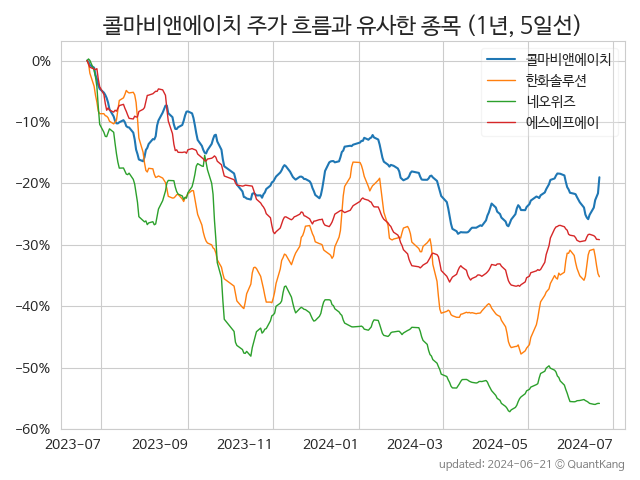 콜마비앤에이치 주가 흐름과 유사한 종목 (1년, 5일선)
콜마비앤에이치
한화솔루션
네오위즈
에스에프에이
0%
−10%
−20%
−30%
−40%
−50%
−60%
2023-07 2023-09 2023-11 2024-01 2024-03 2024-05 2024-07
updated: 2024-06-21 © QuantKang